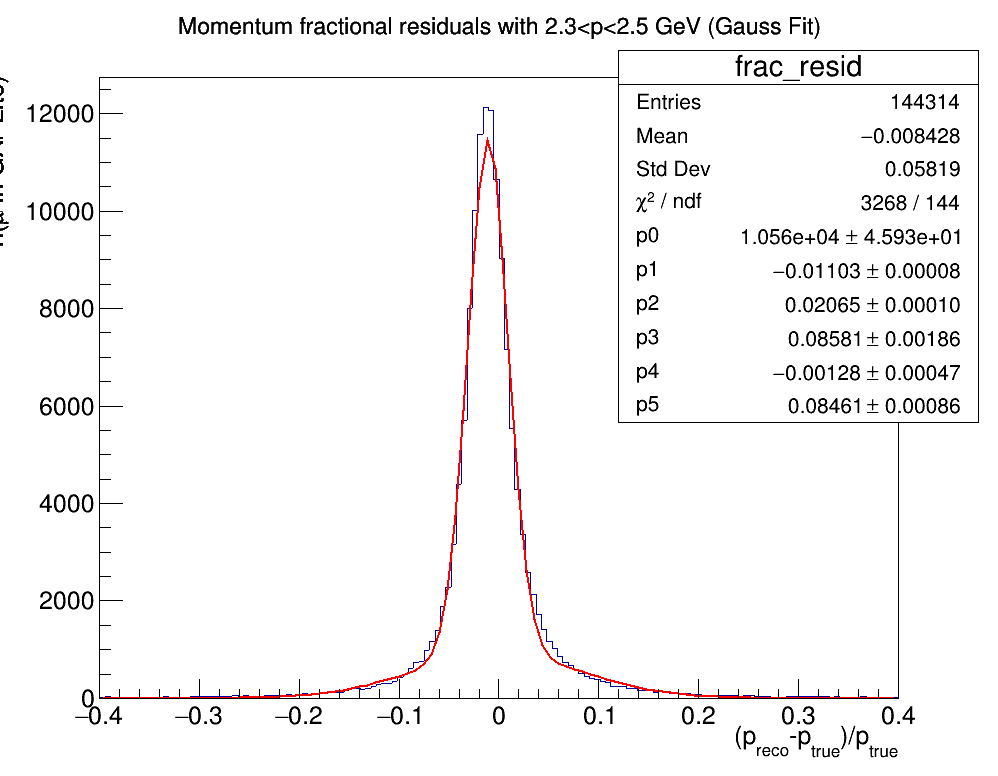 Momentum fractional residuals with 2.3<p<2.5 GeV (Gauss Fit)
frac_resid
Entries 144314
Mean −0.008428
Std Dev 0.05819
χ² / ndf 3268 / 144
p0 1.056e+04 ± 4.593e+01
p1 −0.01103 ± 0.00008
p2 0.02065 ± 0.00010
p3 0.08581 ± 0.00186
p4 −0.00128 ± 0.00047
p5 0.08461 ± 0.00086
12000
10000
8000
6000
4000
2000
0
−0.4 −0.3 −0.2 −0.1 0 0.1 0.2 0.3 0.4
(p_reco-p_true)/p_true